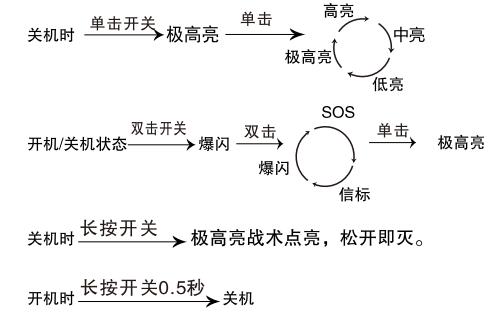 关机时 单击开关 极高亮 单击 高亮 中亮 低亮 极高亮
开机/关机状态 双击开关 爆闪 双击 SOS 信标 爆闪 单击 极高亮
关机时 长按开关 极高亮战术点亮，松开即灭。
开机时 长按开关0.5秒 关机